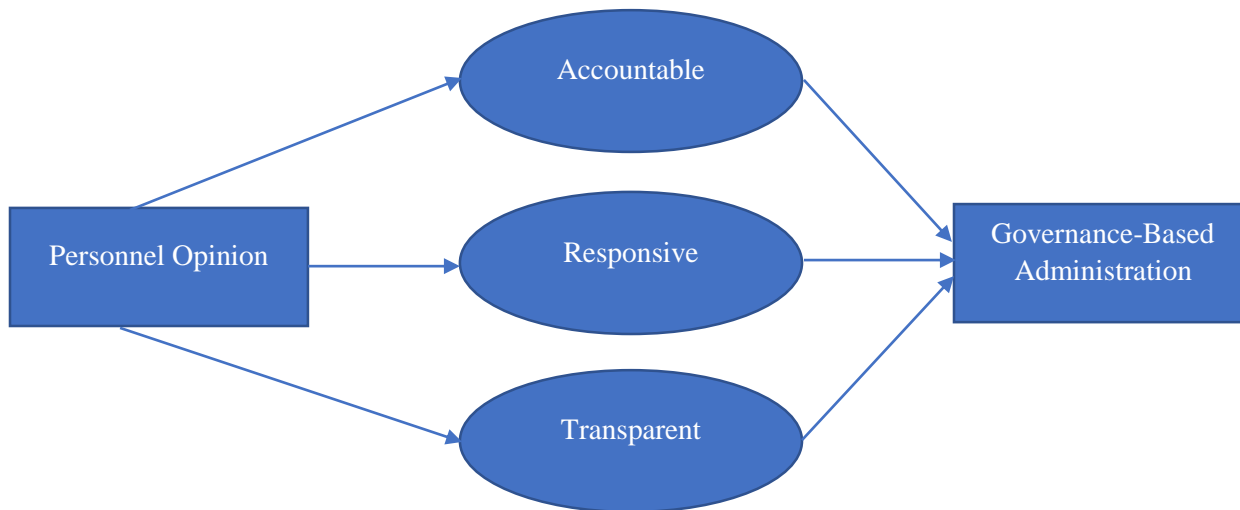 Accountable
Personnel Opinion
Responsive
Governance-Based
Administration
Transparent